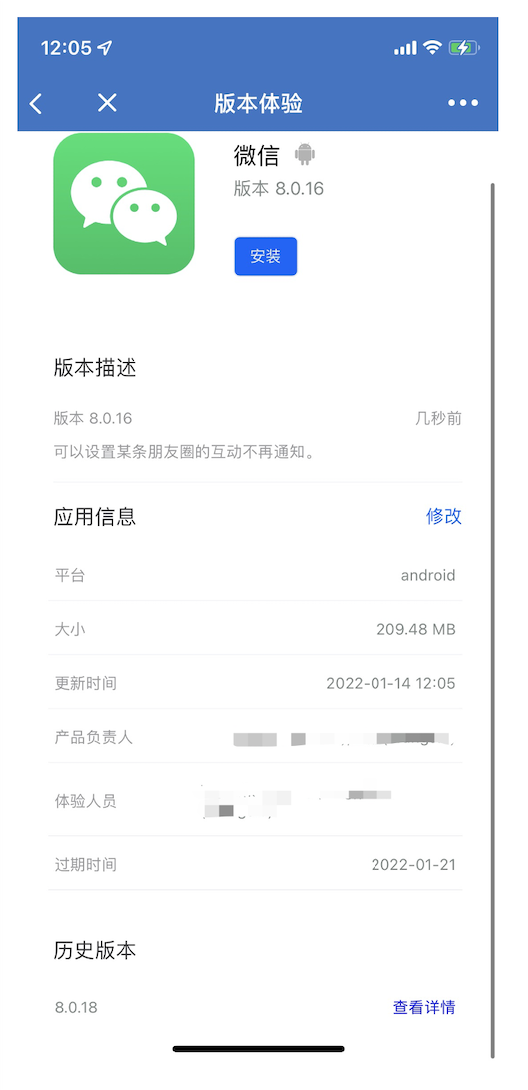 12:05
版本体验
微信
版本 8.0.16
安装
版本描述
版本 8.0.16 几秒前
可以设置某条朋友圈的互动不再通知。
应用信息 修改
平台 android
大小 209.48 MB
更新时间 2022-01-14 12:05
产品负责人
体验人员
过期时间 2022-01-21
历史版本
8.0.18 查看详情